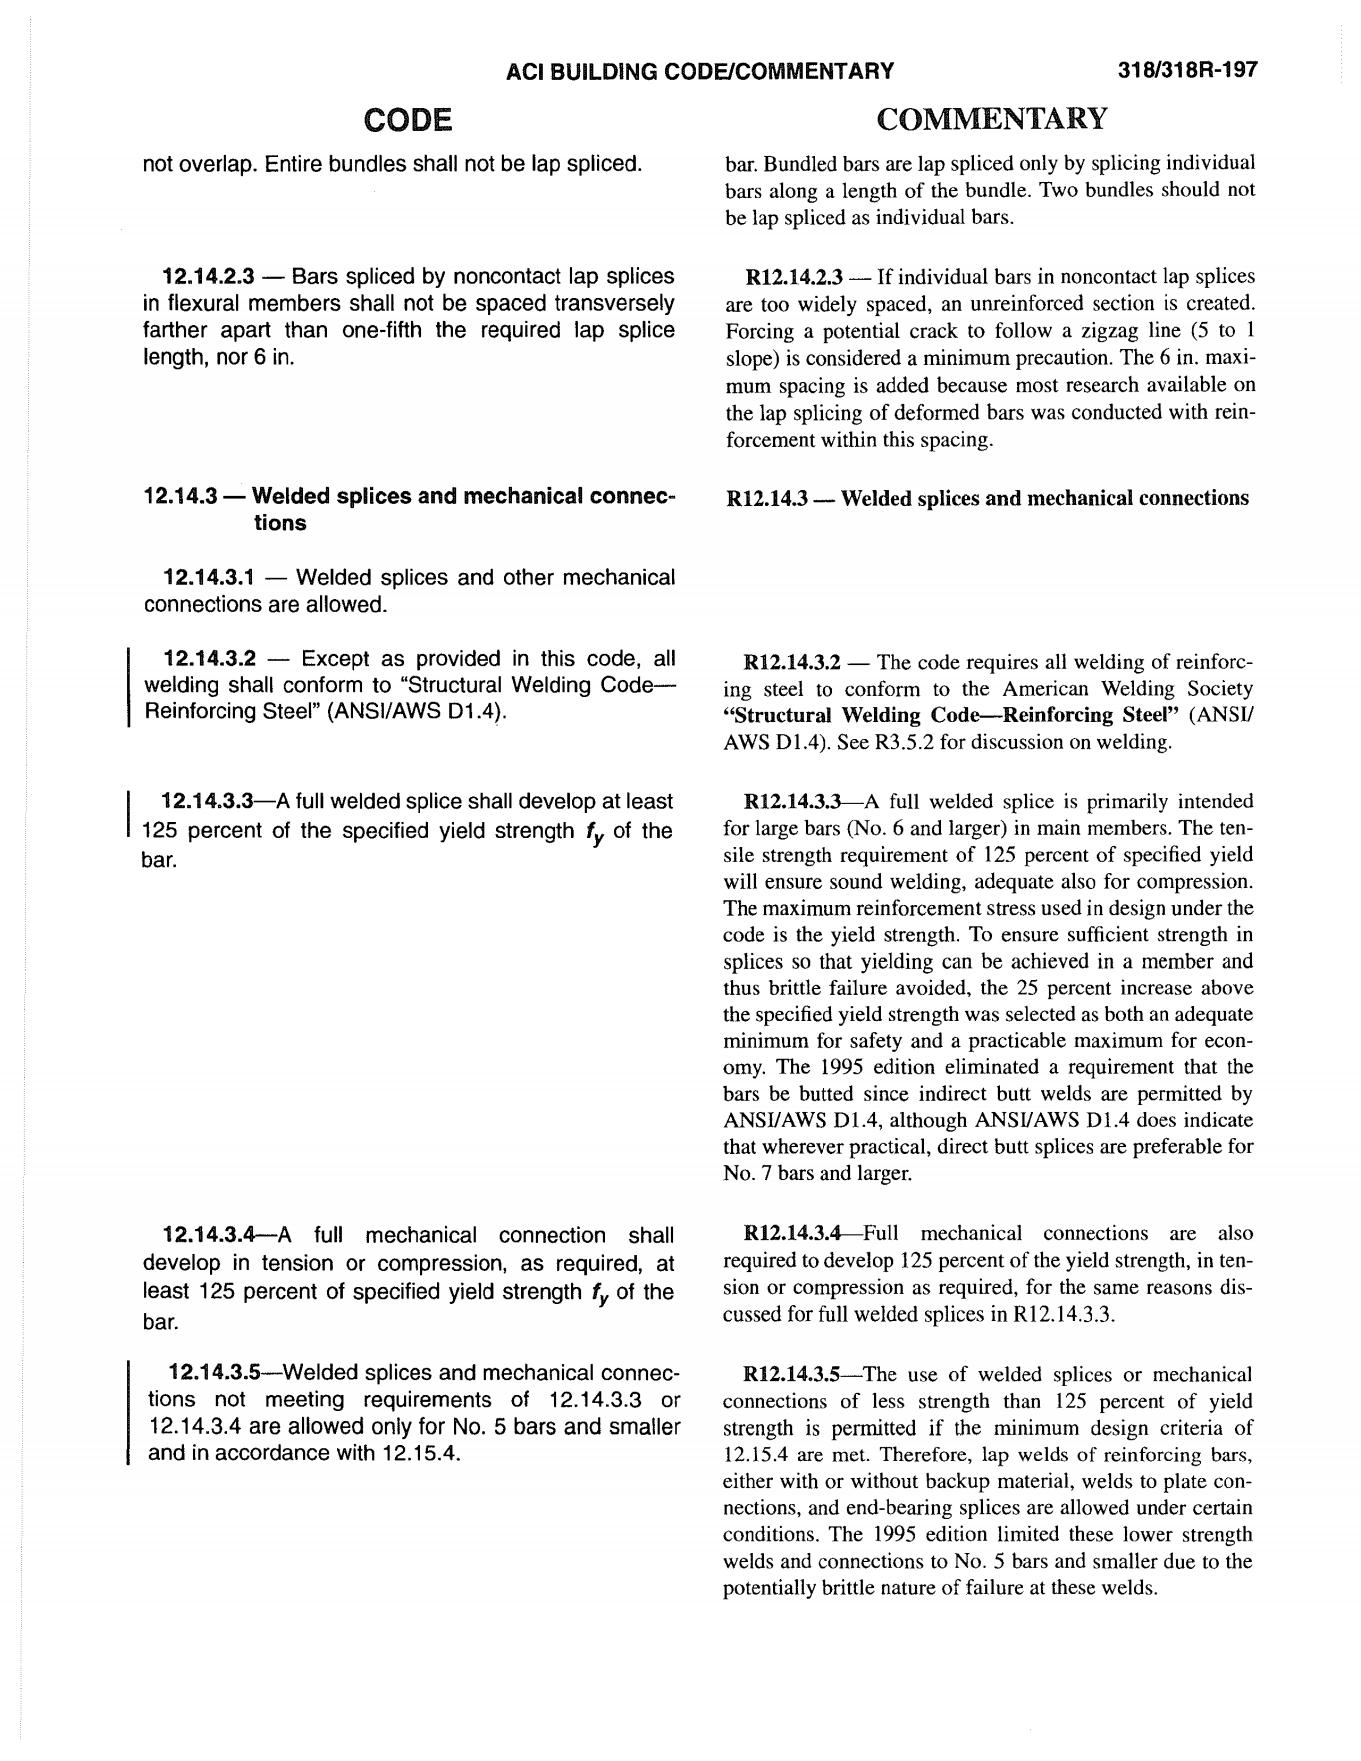 ACI BUILDING CODE/COMMENTARY
318/318R-197
CODE
not overlap. Entire bundles shall not be lap spliced.
12.14.2.3 — Bars spliced by noncontact lap splices
in flexural members shall not be spaced transversely
farther apart than one-fifth the required lap splice
length, nor 6 in.
12.14.3 — Welded splices and mechanical connec-
tions
12.14.3.1 — Welded splices and other mechanical
connections are allowed.
12.14.3.2 — Except as provided in this code, all
welding shall conform to “Structural Welding Code—
Reinforcing Steel” (ANSI/AWS D1.4).
12.14.3.3—A full welded splice shall develop at least
125 percent of the specified yield strength fy of the
bar.
12.14.3.4—A full mechanical connection shall
develop in tension or compression, as required, at
least 125 percent of specified yield strength fy of the
bar.
12.14.3.5—Welded splices and mechanical connec-
tions not meeting requirements of 12.14.3.3 or
12.14.3.4 are allowed only for No. 5 bars and smaller
and in accordance with 12.15.4.
COMMENTARY
bar. Bundled bars are lap spliced only by splicing individual
bars along a length of the bundle. Two bundles should not
be lap spliced as individual bars.
R12.14.2.3 — If individual bars in noncontact lap splices
are too widely spaced, an unreinforced section is created.
Forcing a potential crack to follow a zigzag line (5 to 1
slope) is considered a minimum precaution. The 6 in. maxi-
mum spacing is added because most research available on
the lap splicing of deformed bars was conducted with rein-
forcement within this spacing.
R12.14.3 — Welded splices and mechanical connections
R12.14.3.2 — The code requires all welding of reinforc-
ing steel to conform to the American Welding Society
“Structural Welding Code—Reinforcing Steel” (ANSI/
AWS D1.4). See R3.5.2 for discussion on welding.
R12.14.3.3—A full welded splice is primarily intended
for large bars (No. 6 and larger) in main members. The ten-
sile strength requirement of 125 percent of specified yield
will ensure sound welding, adequate also for compression.
The maximum reinforcement stress used in design under the
code is the yield strength. To ensure sufficient strength in
splices so that yielding can be achieved in a member and
thus brittle failure avoided, the 25 percent increase above
the specified yield strength was selected as both an adequate
minimum for safety and a practicable maximum for econ-
omy. The 1995 edition eliminated a requirement that the
bars be butted since indirect butt welds are permitted by
ANSI/AWS D1.4, although ANSI/AWS D1.4 does indicate
that wherever practical, direct butt splices are preferable for
No. 7 bars and larger.
R12.14.3.4—Full mechanical connections are also
required to develop 125 percent of the yield strength, in ten-
sion or compression as required, for the same reasons dis-
cussed for full welded splices in R12.14.3.3.
R12.14.3.5—The use of welded splices or mechanical
connections of less strength than 125 percent of yield
strength is permitted if the minimum design criteria of
12.15.4 are met. Therefore, lap welds of reinforcing bars,
either with or without backup material, welds to plate con-
nections, and end-bearing splices are allowed under certain
conditions. The 1995 edition limited these lower strength
welds and connections to No. 5 bars and smaller due to the
potentially brittle nature of failure at these welds.